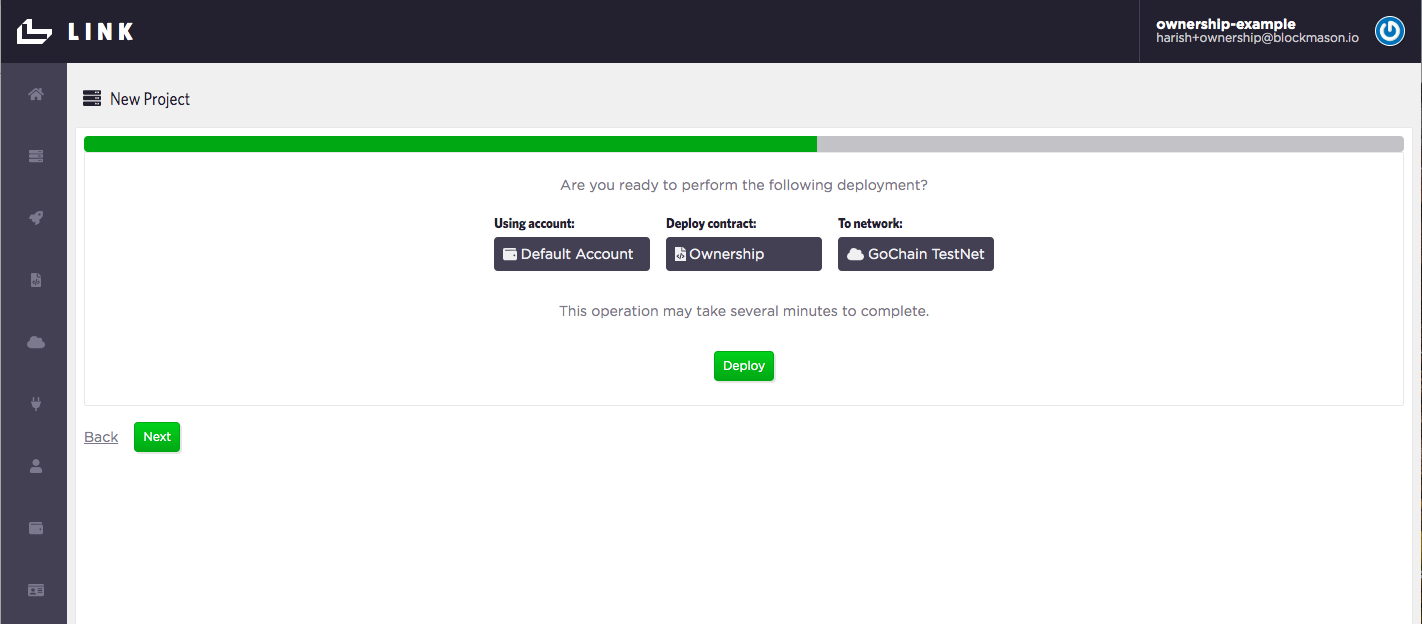 LINK
ownership-example
harish+ownership@blockmason.io
New Project
Are you ready to perform the following deployment?
Using account: Deploy contract: To network:
Default Account Ownership GoChain TestNet
This operation may take several minutes to complete.
Deploy
Back Next